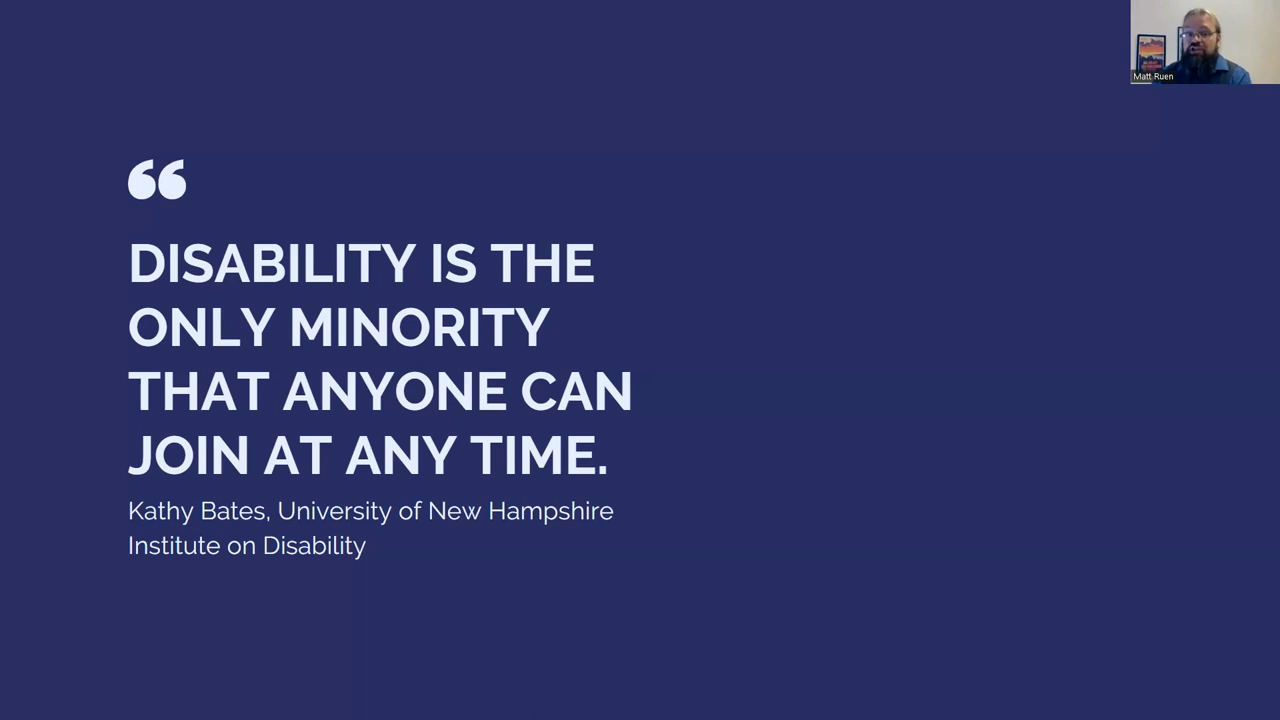 Matt Ruen
“
DISABILITY IS THE
ONLY MINORITY
THAT ANYONE CAN
JOIN AT ANY TIME.
Kathy Bates, University of New Hampshire
Institute on Disability